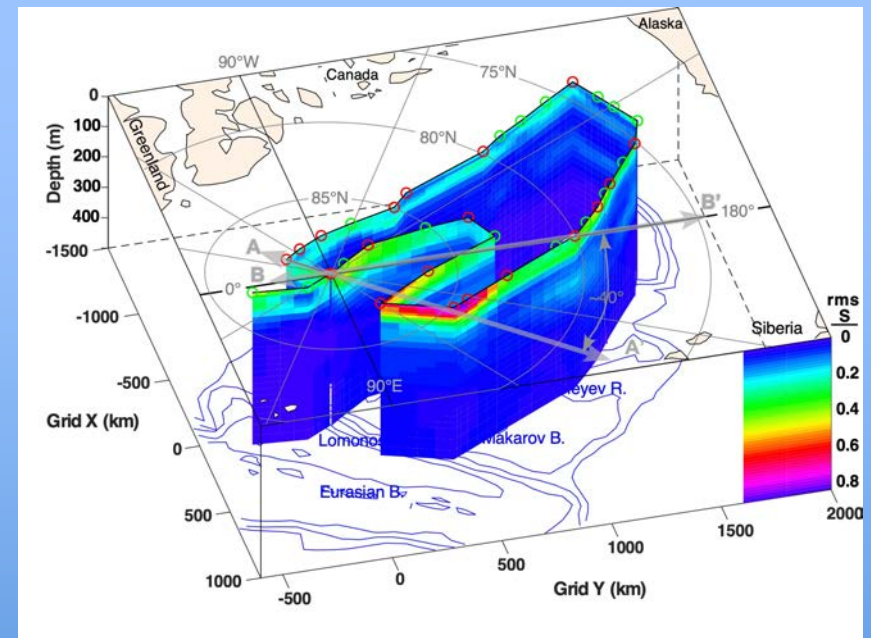 Alaska
90°W
Canada
75°N
0
100
200
300
400
-1500
Depth (m)
Greenland
80°N
85°N
B'
180°
A
B
0°
~40°
rms
S
0
Siberia
A'
-1000
0.2
90°E
eyev R.
-500
0.4
Grid X (km)
Lomonos
Makarov B.
0.6
0
Eurasian B.
0.8
500
2000
1500
1000
500
0
Grid Y (km)
1000
-500